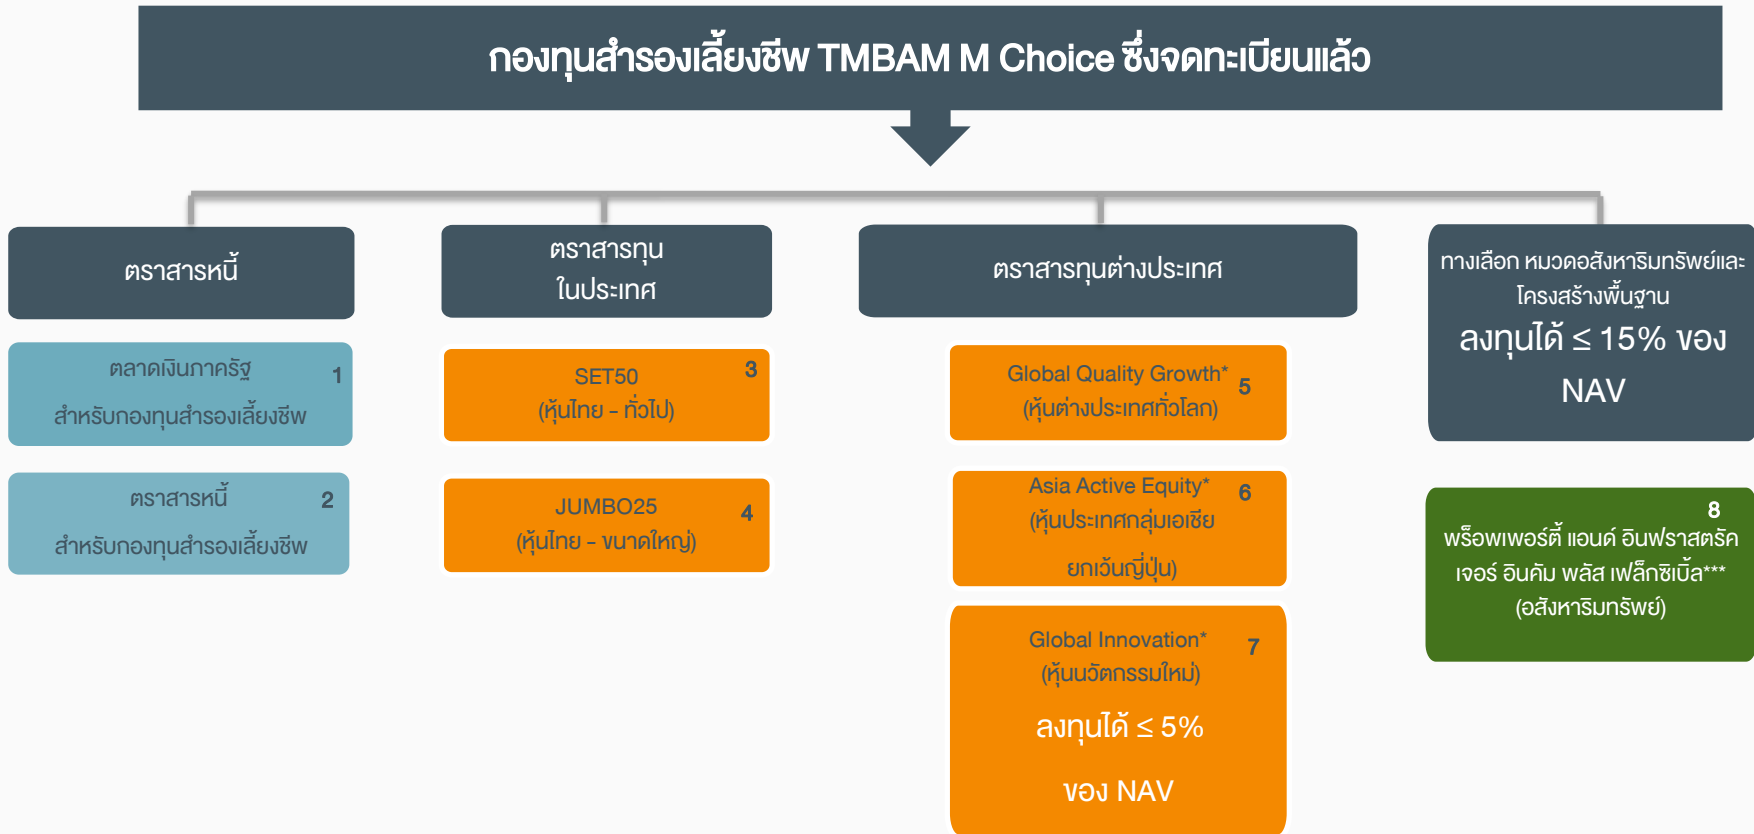 กองทุนสำรองเลี้ยงชีพ TMBAM M Choice ซึ่งจดทะเบียนแล้ว
ตราสารหนี้
ตลาดเงินภาครัฐ
1
สำหรับกองทุนสำรองเลี้ยงชีพ
ตราสารหนี้
2
สำหรับกองทุนสำรองเลี้ยงชีพ
ตราสารทุน
ในประเทศ
SET50
3
(หุ้นไทย - ทั่วไป)
JUMBO25
4
(หุ้นไทย - ขนาดใหญ่)
ตราสารทุนต่างประเทศ
Global Quality Growth*
5
(หุ้นต่างประเทศทั่วโลก)
Asia Active Equity*
6
(หุ้นประเทศกลุ่มเอเชีย
ยกเว้นญี่ปุ่น)
Global Innovation*
7
(หุ้นนวัตกรรมใหม่)
ลงทุนได้ ≤ 5%
ของ NAV
ทางเลือก หมวดอสังหาริมทรัพย์และ
โครงสร้างพื้นฐาน
ลงทุนได้ ≤ 15% ของ
NAV
8
พร็อพเพอร์ตี้ แอนด์ อินฟราสตรัค
เจอร์ อินคัม พลัส เฟล็กซิเบิ้ล***
(อสังหาริมทรัพย์)